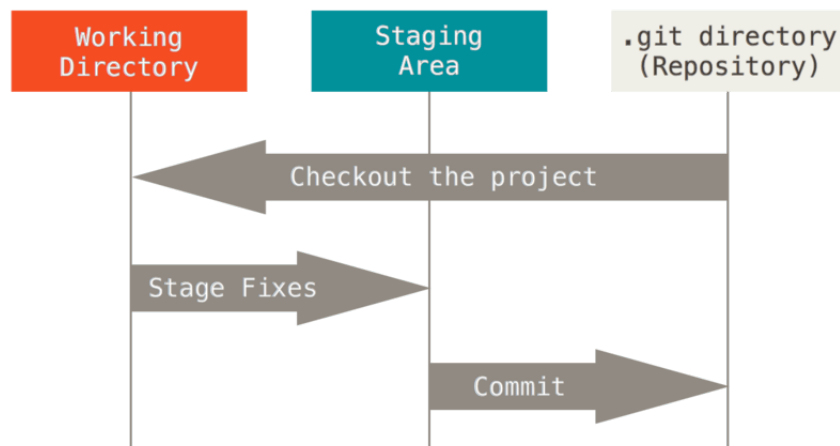 Working
Directory
Staging
Area
.git directory
(Repository)
Checkout the project
Stage Fixes
Commit